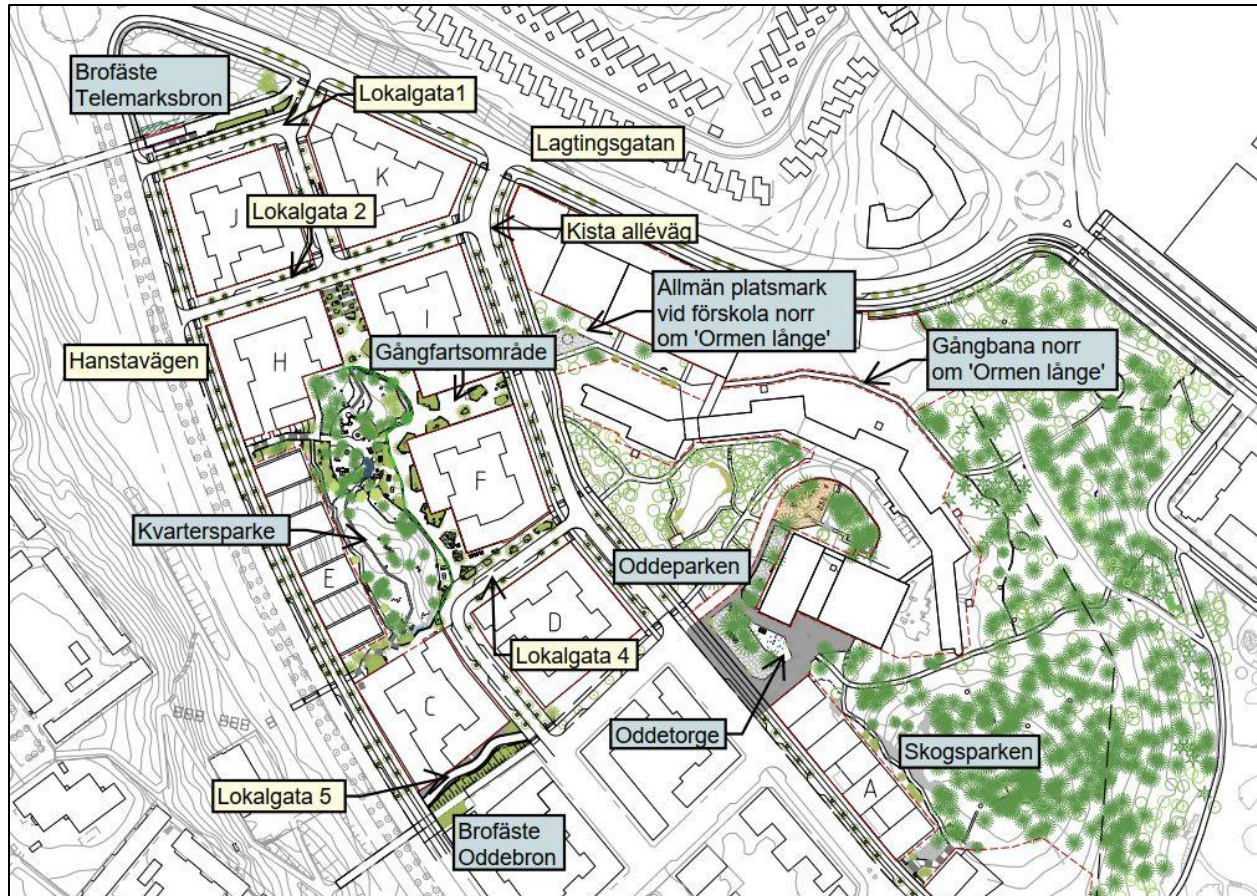 Brofäste
Telemarksbron
Lokalgata1
Lagtingsgatan
K
J
Lokalgata 2
Kista alléväg
Allmän platsmark
vid förskola norr
om 'Ormen långe'
I
Hanstavägen
H
Gångfartsområde
Gångbana norr
om 'Ormen långe'
F
Kvartersparke
E
Oddeparken
D
Lokalgata 4
C
Oddetorge
Skogsparken
A
Lokalgata 5
Brofäste
Oddebron